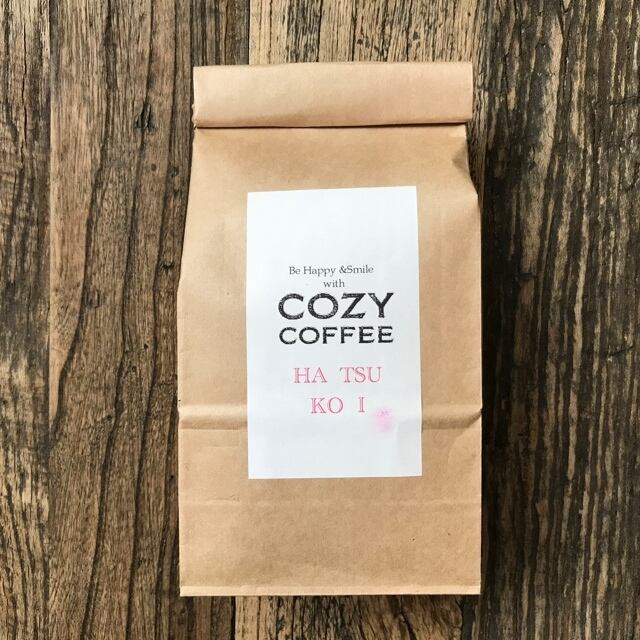 Be Happy &Smile
with
COZY
COFFEE
HA TSU
KO I